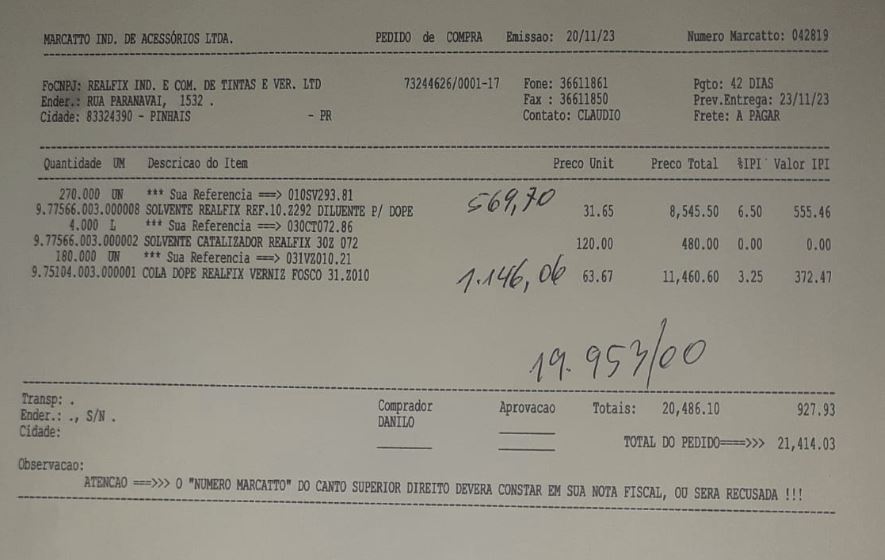 MARCATTO IND. DE ACESSÓRIOS LTDA. PEDIDO de COMPRA Emissao: 20/11/23 Numero Marcatto: 042819
FoCNPJ: REALFIX IND. E COM. DE TINTAS E VER. LTD 73244626/0001-17 Fone: 36611861 Pgto: 42 DIAS
Ender.: RUA PARANAVAI, 1532 . Fax : 36611850 Prev.Entrega: 23/11/23
Cidade: 83324390 - PINHAIS - PR Contato: CLAUDIO Frete: A PAGAR
Quantidade UM Descricao do Item Preco Unit Preco Total %IPI Valor IPI
270.000 UN *** Sua Referencia ===> 010SV293.81 569,70
9.77566.003.000008 SOLVENTE REALFIX REF.10.Z292 DILUENTE P/ DOPE 31.65 8,545.50 6.50 555.46
4.000 L *** Sua Referencia ===> 030CT072.86
9.77566.003.000002 SOLVENTE CATALIZADOR REALFIX 30Z 072 120.00 480.00 0.00 0.00
180.000 UN *** Sua Referencia ===> 031VZ010.21
9.75104.003.000001 COLA DOPE REALFIX VERNIZ FOSCO 31.Z010 1.146,06 63.67 11,460.60 3.25 372.47
19.953/00
Transp: . Comprador Aprovacao Totais: 20,486.10 927.93
Ender.: ., S/N . DANILO
Cidade: TOTAL DO PEDIDO====>>> 21,414.03
Observacao:
ATENCAO ===>>> O "NUMERO MARCATTO" DO CANTO SUPERIOR DIREITO DEVERA CONSTAR EM SUA NOTA FISCAL, OU SERA RECUSADA !!!